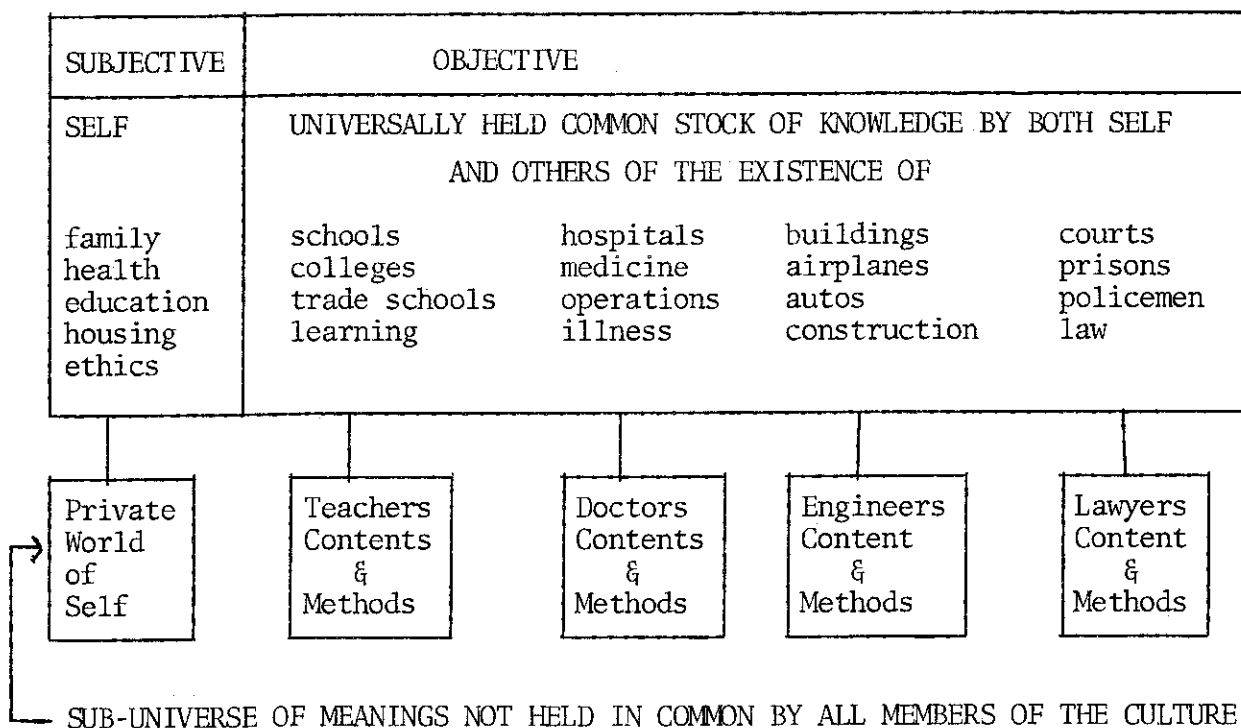 SUBJECTIVE OBJECTIVE
SELF UNIVERSALLY HELD COMMON STOCK OF KNOWLEDGE BY BOTH SELF
AND OTHERS OF THE EXISTENCE OF
family schools hospitals buildings courts
health colleges medicine airplanes prisons
education trade schools operations autos policemen
housing learning illness construction law
ethics
Private World of Self
Teachers Contents & Methods
Doctors Contents & Methods
Engineers Content & Methods
Lawyers Content & Methods
SUB-UNIVERSE OF MEANINGS NOT HELD IN COMMON BY ALL MEMBERS OF THE CULTURE